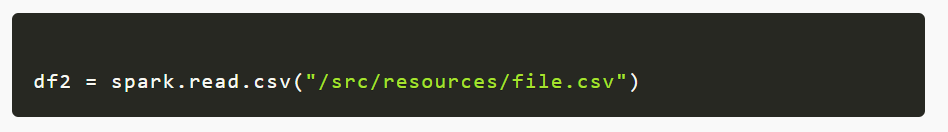 df2 = spark.read.csv("/src/resources/file.csv")